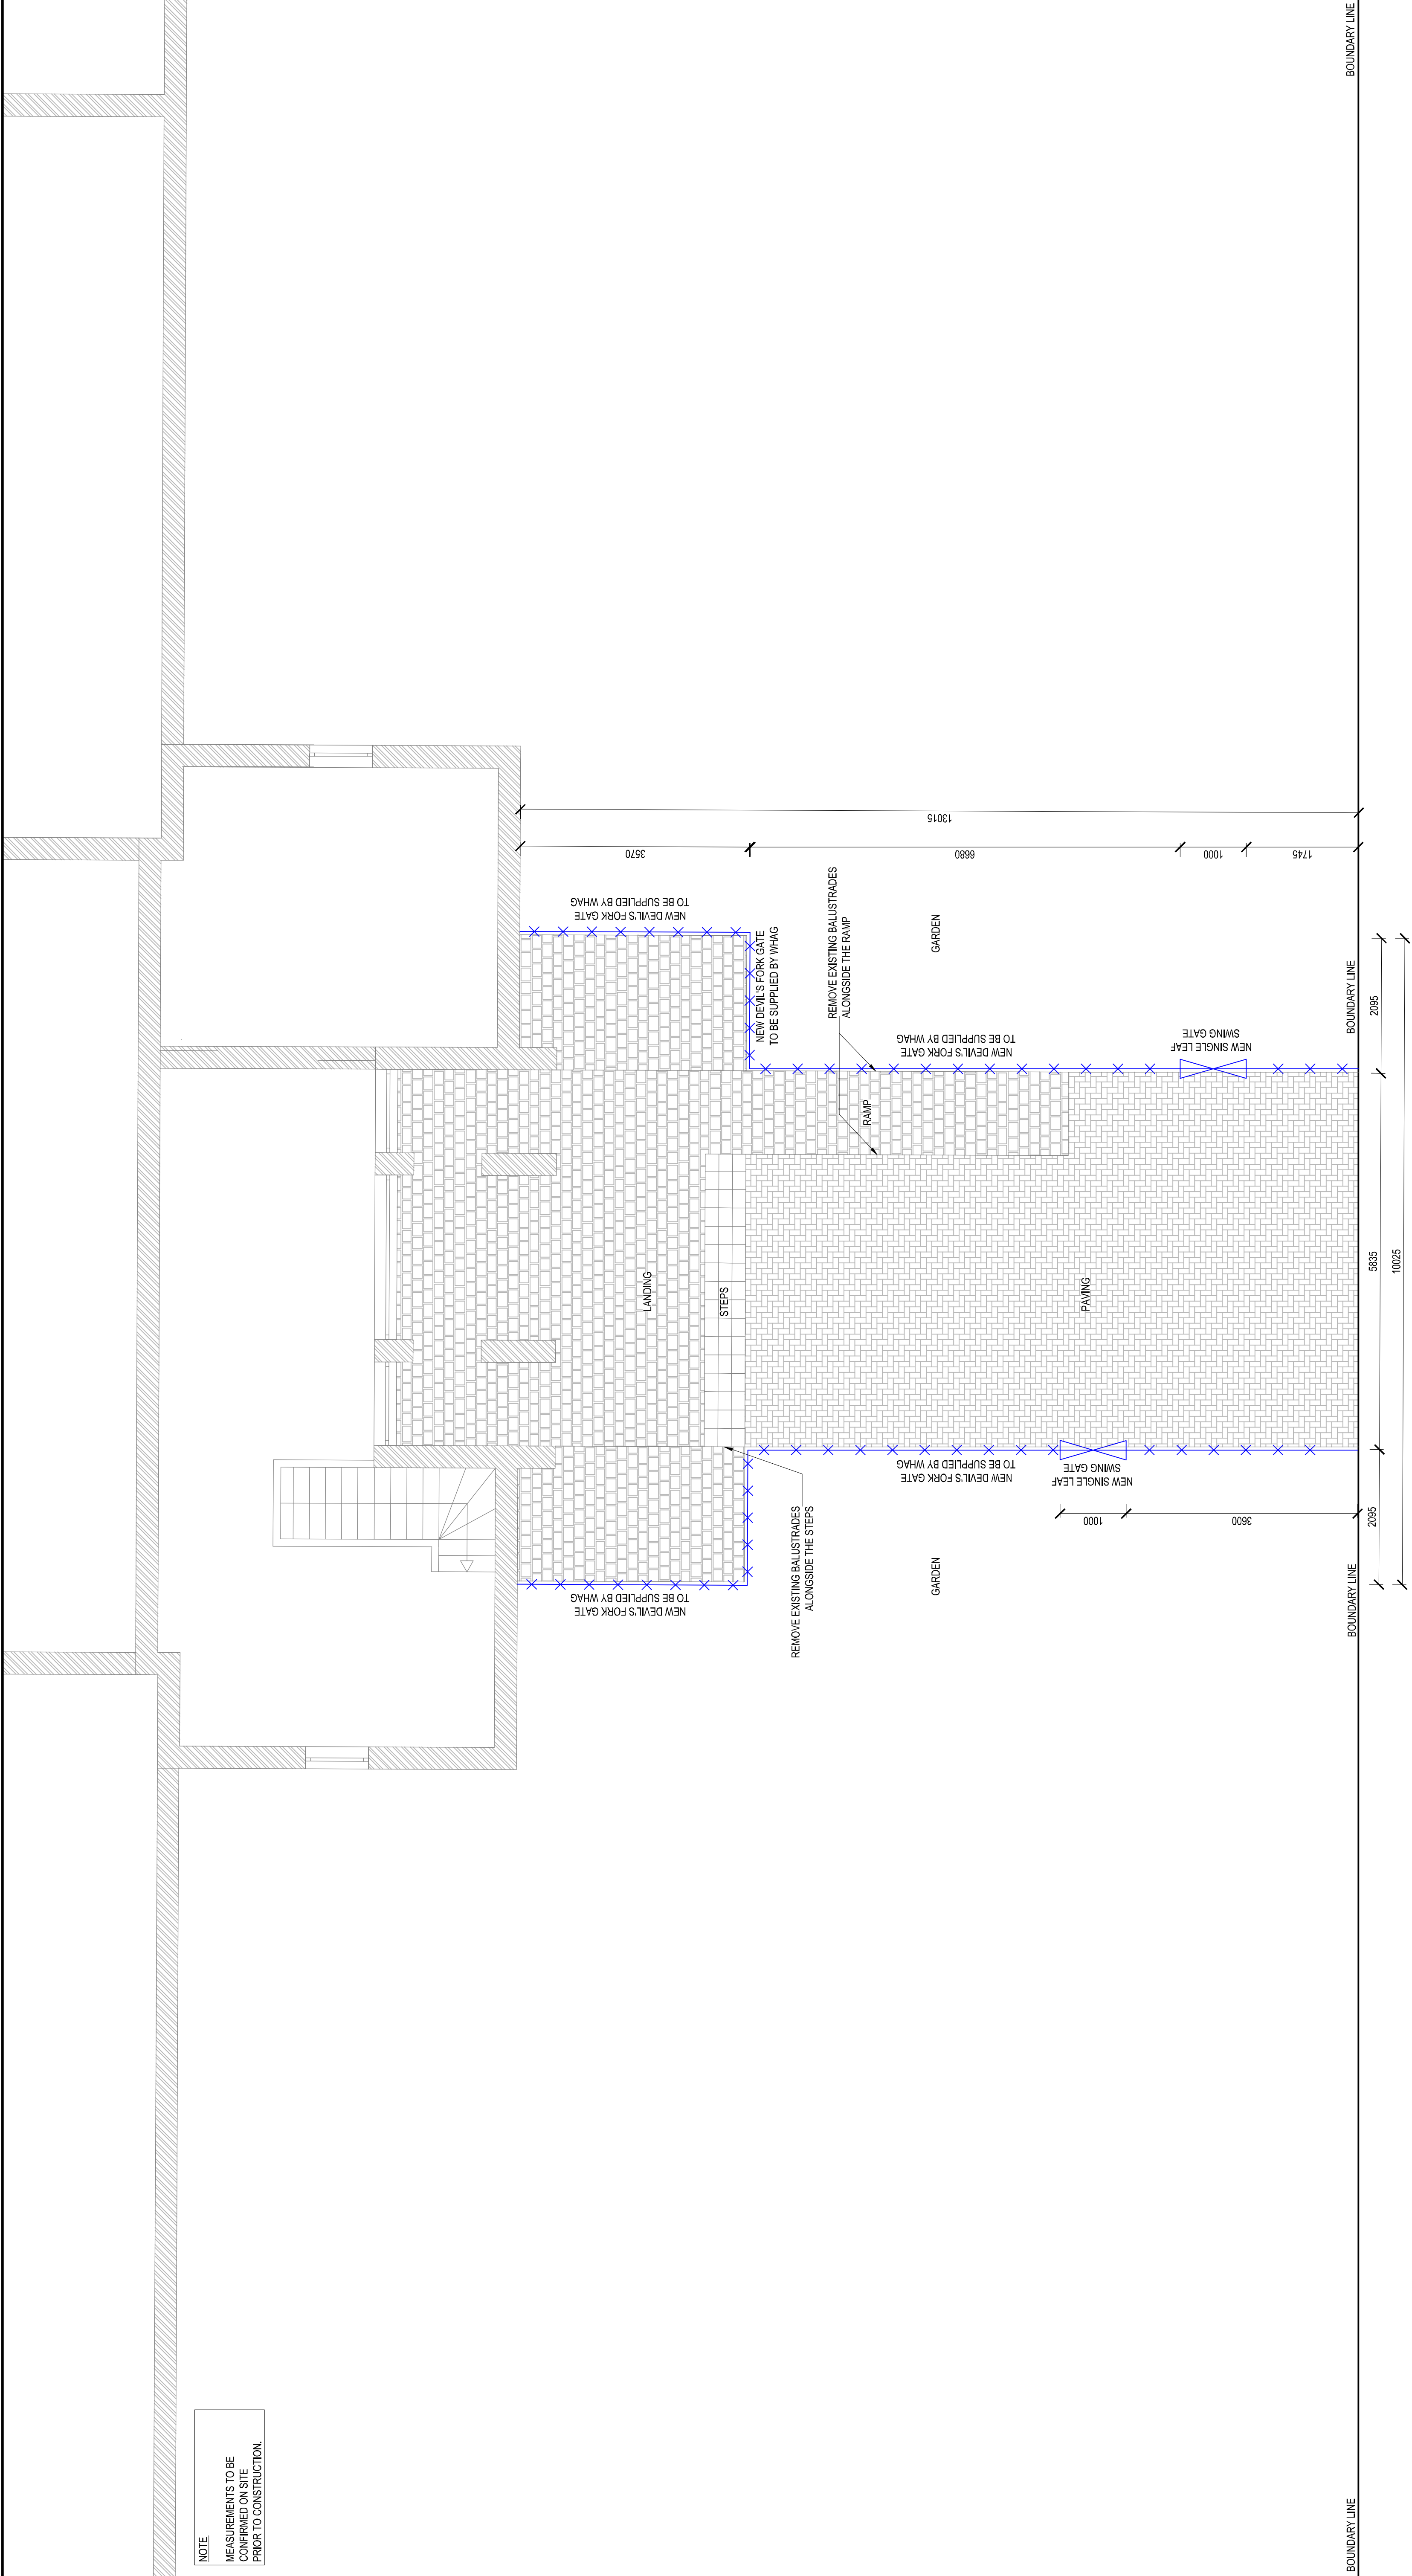 NOTE
MEASUREMENTS TO BE
CONFIRMED ON SITE
PRIOR TO CONSTRUCTION.
NEW DEVIL'S FORK GATE
TO BE SUPPLIED BY WHAG
REMOVE EXISTING BALUSTRADES
ALONGSIDE THE STEPS
GARDEN
NEW DEVIL'S FORK GATE
TO BE SUPPLIED BY WHAG
NEW SINGLE LEAF
SWING GATE
1000
3600
LANDING
STEPS
PAVING
RAMP
NEW DEVIL'S FORK GATE
TO BE SUPPLIED BY WHAG
NEW DEVIL'S FORK GATE
TO BE SUPPLIED BY WHAG
REMOVE EXISTING BALUSTRADES
ALONGSIDE THE RAMP
NEW DEVIL'S FORK GATE
TO BE SUPPLIED BY WHAG
GARDEN
NEW SINGLE LEAF
SWING GATE
3570
6680
1000
1745
13015
BOUNDARY LINE
BOUNDARY LINE
BOUNDARY LINE
BOUNDARY LINE
2095
5835
2095
10025